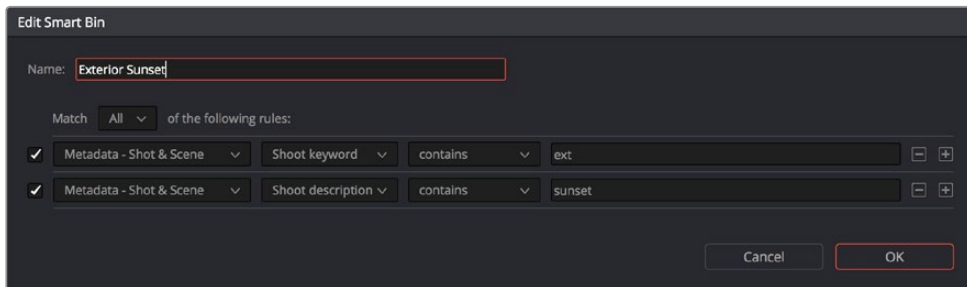 Edit Smart Bin
Name: Exterior Sunset
Match All of the following rules:
Metadata - Shot & Scene Shoot keyword contains ext
Metadata - Shot & Scene Shoot description contains sunset
Cancel OK